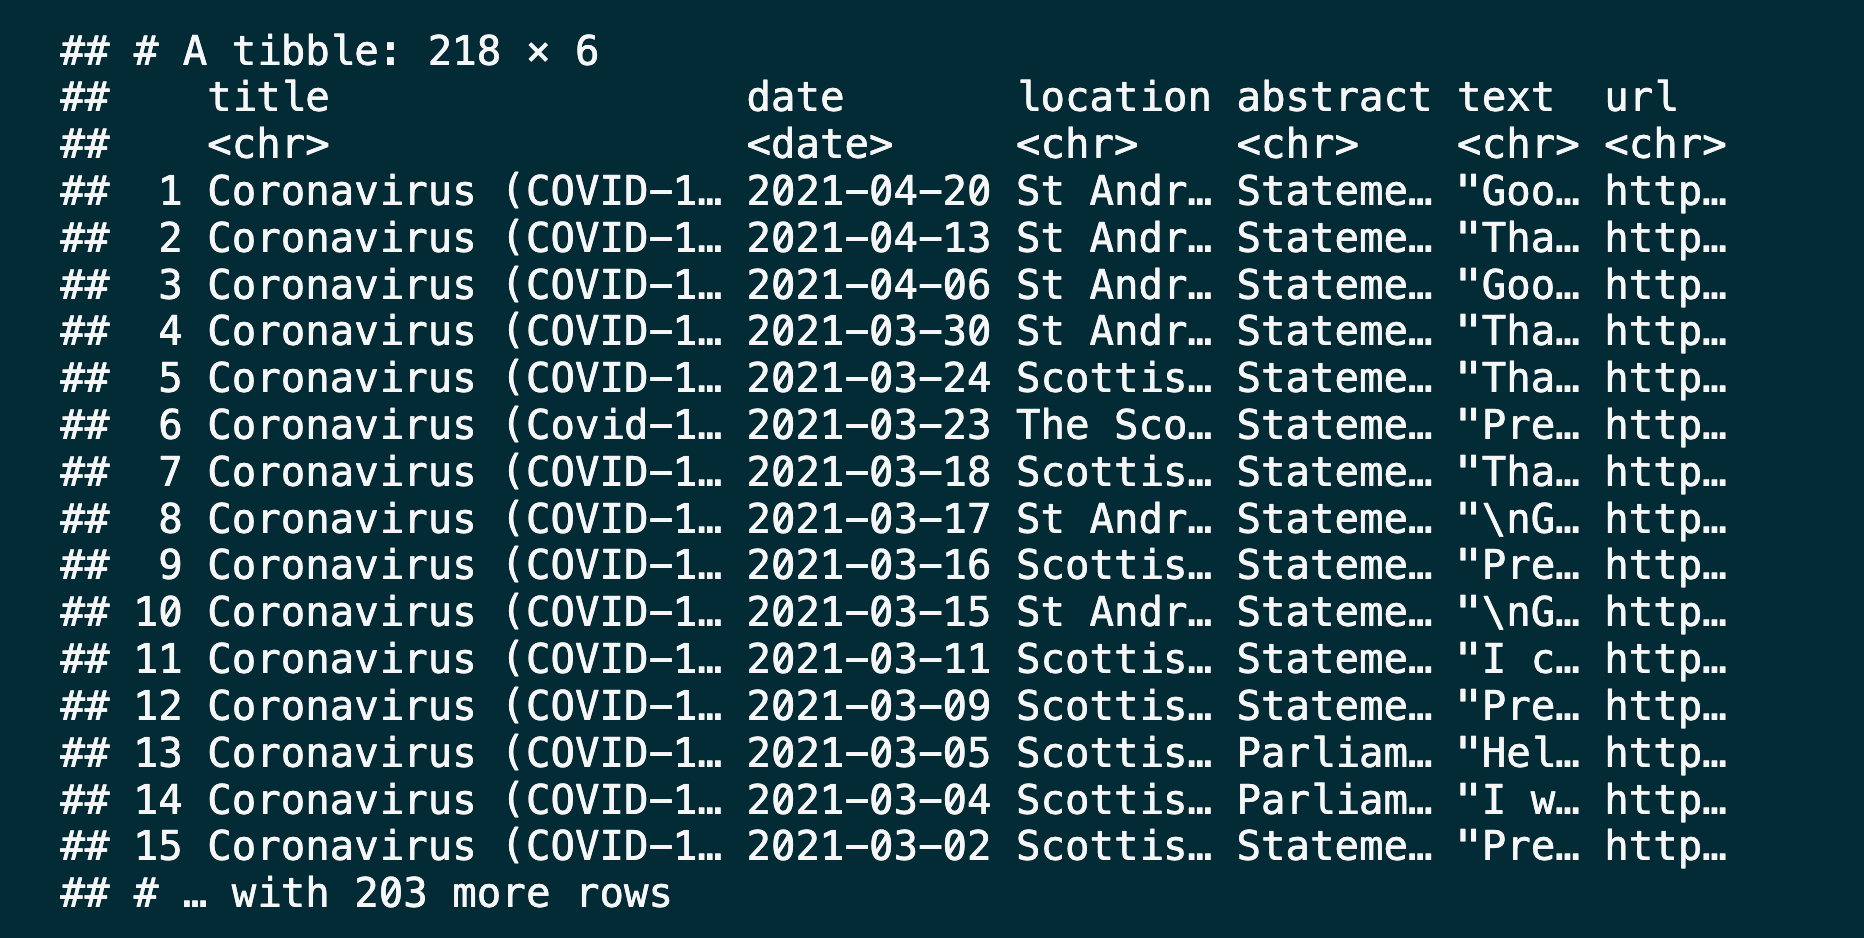 ## # A tibble: 218 × 6
##    title                 date       location abstract text  url
##    <chr>                 <date>     <chr>    <chr>    <chr> <chr>
##  1 Coronavirus (COVID-1… 2021-04-20 St Andr… Stateme… "Goo… http…
##  2 Coronavirus (COVID-1… 2021-04-13 St Andr… Stateme… "Tha… http…
##  3 Coronavirus (COVID-1… 2021-04-06 St Andr… Stateme… "Goo… http…
##  4 Coronavirus (COVID-1… 2021-03-30 St Andr… Stateme… "Tha… http…
##  5 Coronavirus (COVID-1… 2021-03-24 Scottis… Stateme… "Tha… http…
##  6 Coronavirus (Covid-1… 2021-03-23 The Sco… Stateme… "Pre… http…
##  7 Coronavirus (COVID-1… 2021-03-18 Scottis… Stateme… "Tha… http…
##  8 Coronavirus (COVID-1… 2021-03-17 St Andr… Stateme… "\nG… http…
##  9 Coronavirus (COVID-1… 2021-03-16 Scottis… Stateme… "Pre… http…
## 10 Coronavirus (COVID-1… 2021-03-15 St Andr… Stateme… "\nG… http…
## 11 Coronavirus (COVID-1… 2021-03-11 Scottis… Stateme… "I c… http…
## 12 Coronavirus (COVID-1… 2021-03-09 Scottis… Stateme… "Pre… http…
## 13 Coronavirus (COVID-1… 2021-03-05 Scottis… Parliam… "Hel… http…
## 14 Coronavirus (COVID-1… 2021-03-04 Scottis… Parliam… "I w… http…
## 15 Coronavirus (COVID-1… 2021-03-02 Scottis… Stateme… "Pre… http…
## # … with 203 more rows